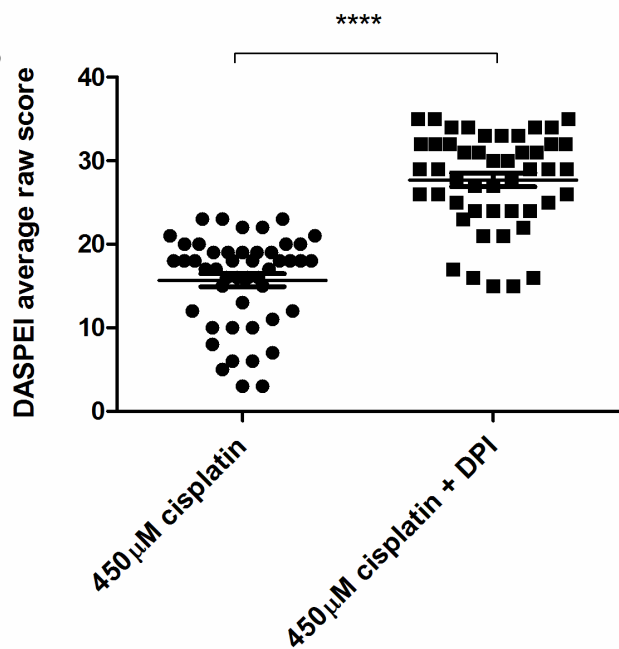 ****
DASPEI average raw score
40
30
20
10
0
450µM cisplatin
450µM cisplatin + DPI